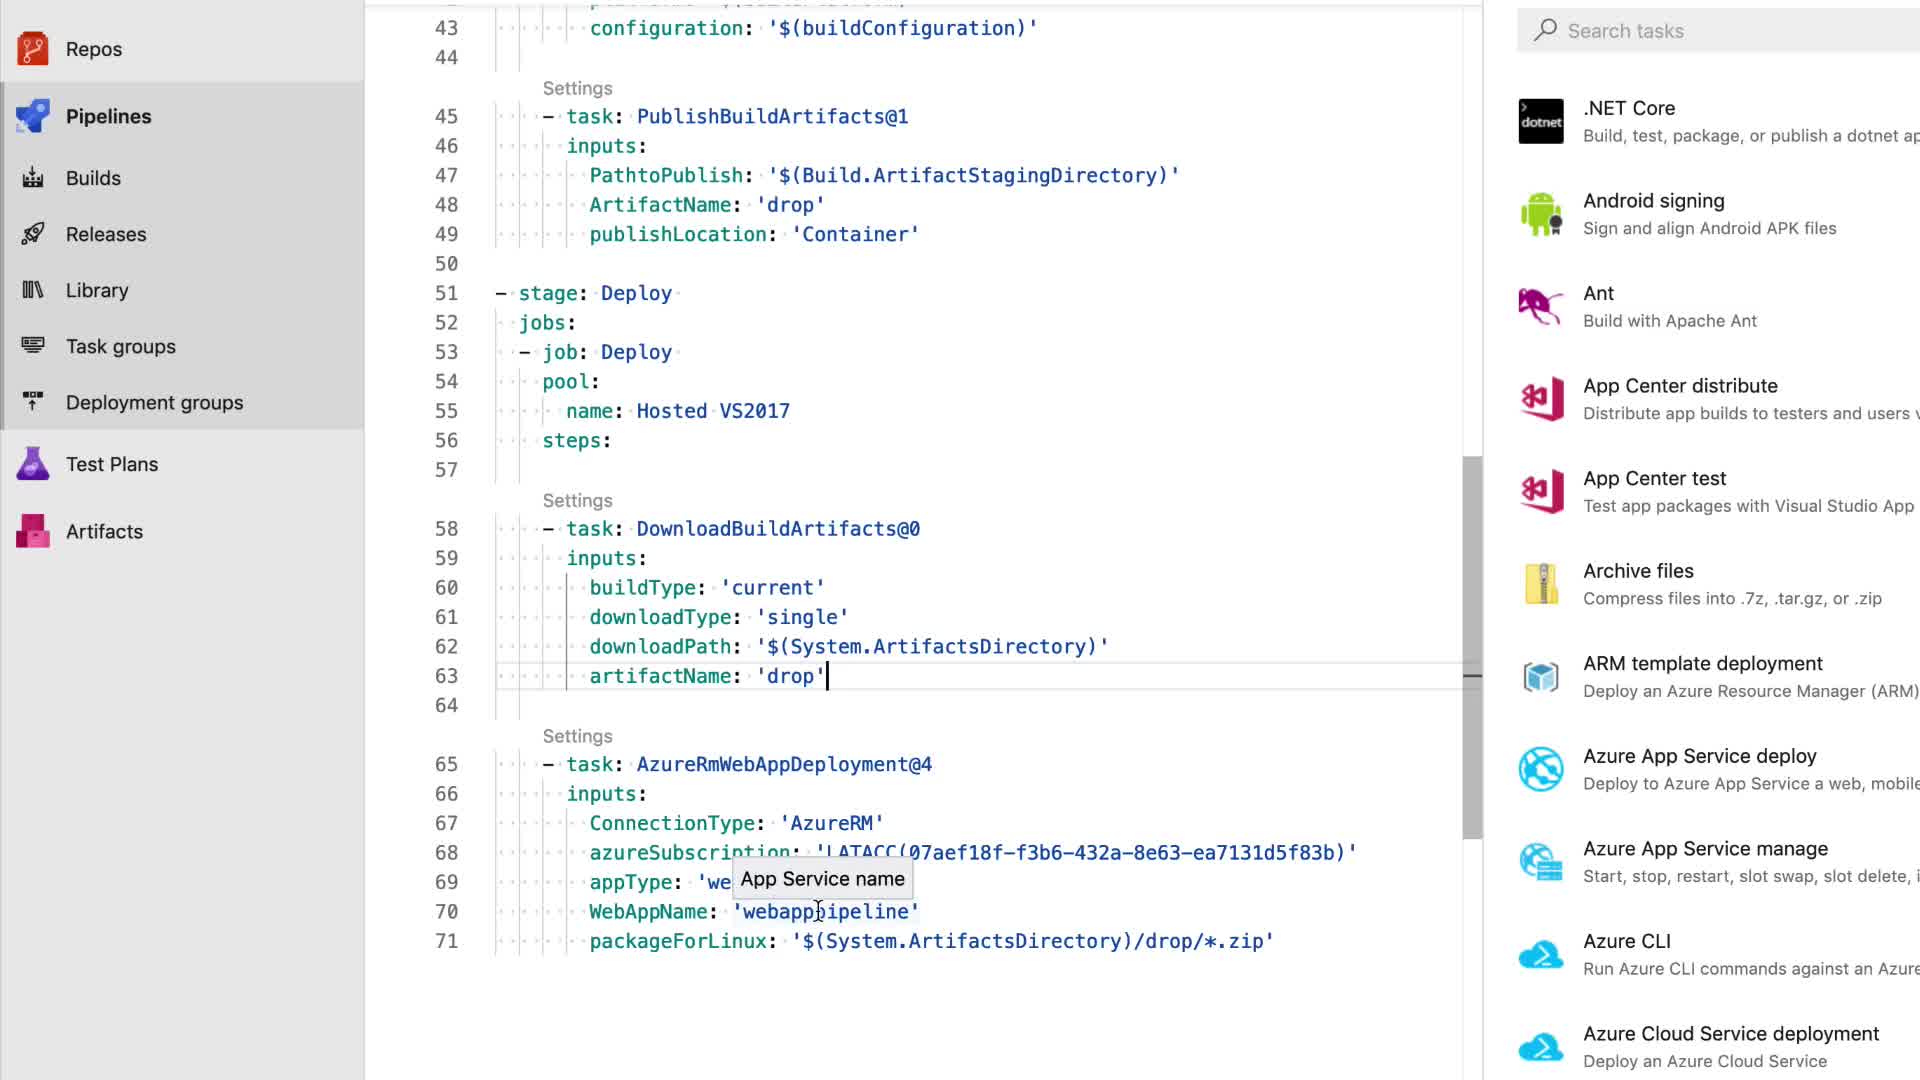 Repos
Pipelines
Builds
Releases
Library
Task groups
Deployment groups
Test Plans
Artifacts
43 configuration: '$(buildConfiguration)'
44
Settings
45 - task: PublishBuildArtifacts@1
46 inputs:
47 PathtoPublish: '$(Build.ArtifactStagingDirectory)'
48 ArtifactName: 'drop'
49 publishLocation: 'Container'
50
51 - stage: Deploy
52 jobs:
53 - job: Deploy
54 pool:
55 name: Hosted VS2017
56 steps:
57
Settings
58 - task: DownloadBuildArtifacts@0
59 inputs:
60 buildType: 'current'
61 downloadType: 'single'
62 downloadPath: '$(System.ArtifactsDirectory)'
63 artifactName: 'drop'
64
Settings
65 - task: AzureRmWebAppDeployment@4
66 inputs:
67 ConnectionType: 'AzureRM'
68 azureSubscription: 'LATACC(07aef18f-f3b6-432a-8e63-ea7131d5f83b)'
App Service name
69 appType: 'we
70 WebAppName: 'webapppipeline'
71 packageForLinux: '$(System.ArtifactsDirectory)/drop/*.zip'
Search tasks
dotnet
.NET Core
Build, test, package, or publish a dotnet ap
Android signing
Sign and align Android APK files
Ant
Build with Apache Ant
App Center distribute
Distribute app builds to testers and users v
App Center test
Test app packages with Visual Studio App
Archive files
Compress files into .7z, .tar.gz, or .zip
ARM template deployment
Deploy an Azure Resource Manager (ARM)
Azure App Service deploy
Deploy to Azure App Service a web, mobile
Azure App Service manage
Start, stop, restart, slot swap, slot delete, i
Azure CLI
Run Azure CLI commands against an Azure
Azure Cloud Service deployment
Deploy an Azure Cloud Service